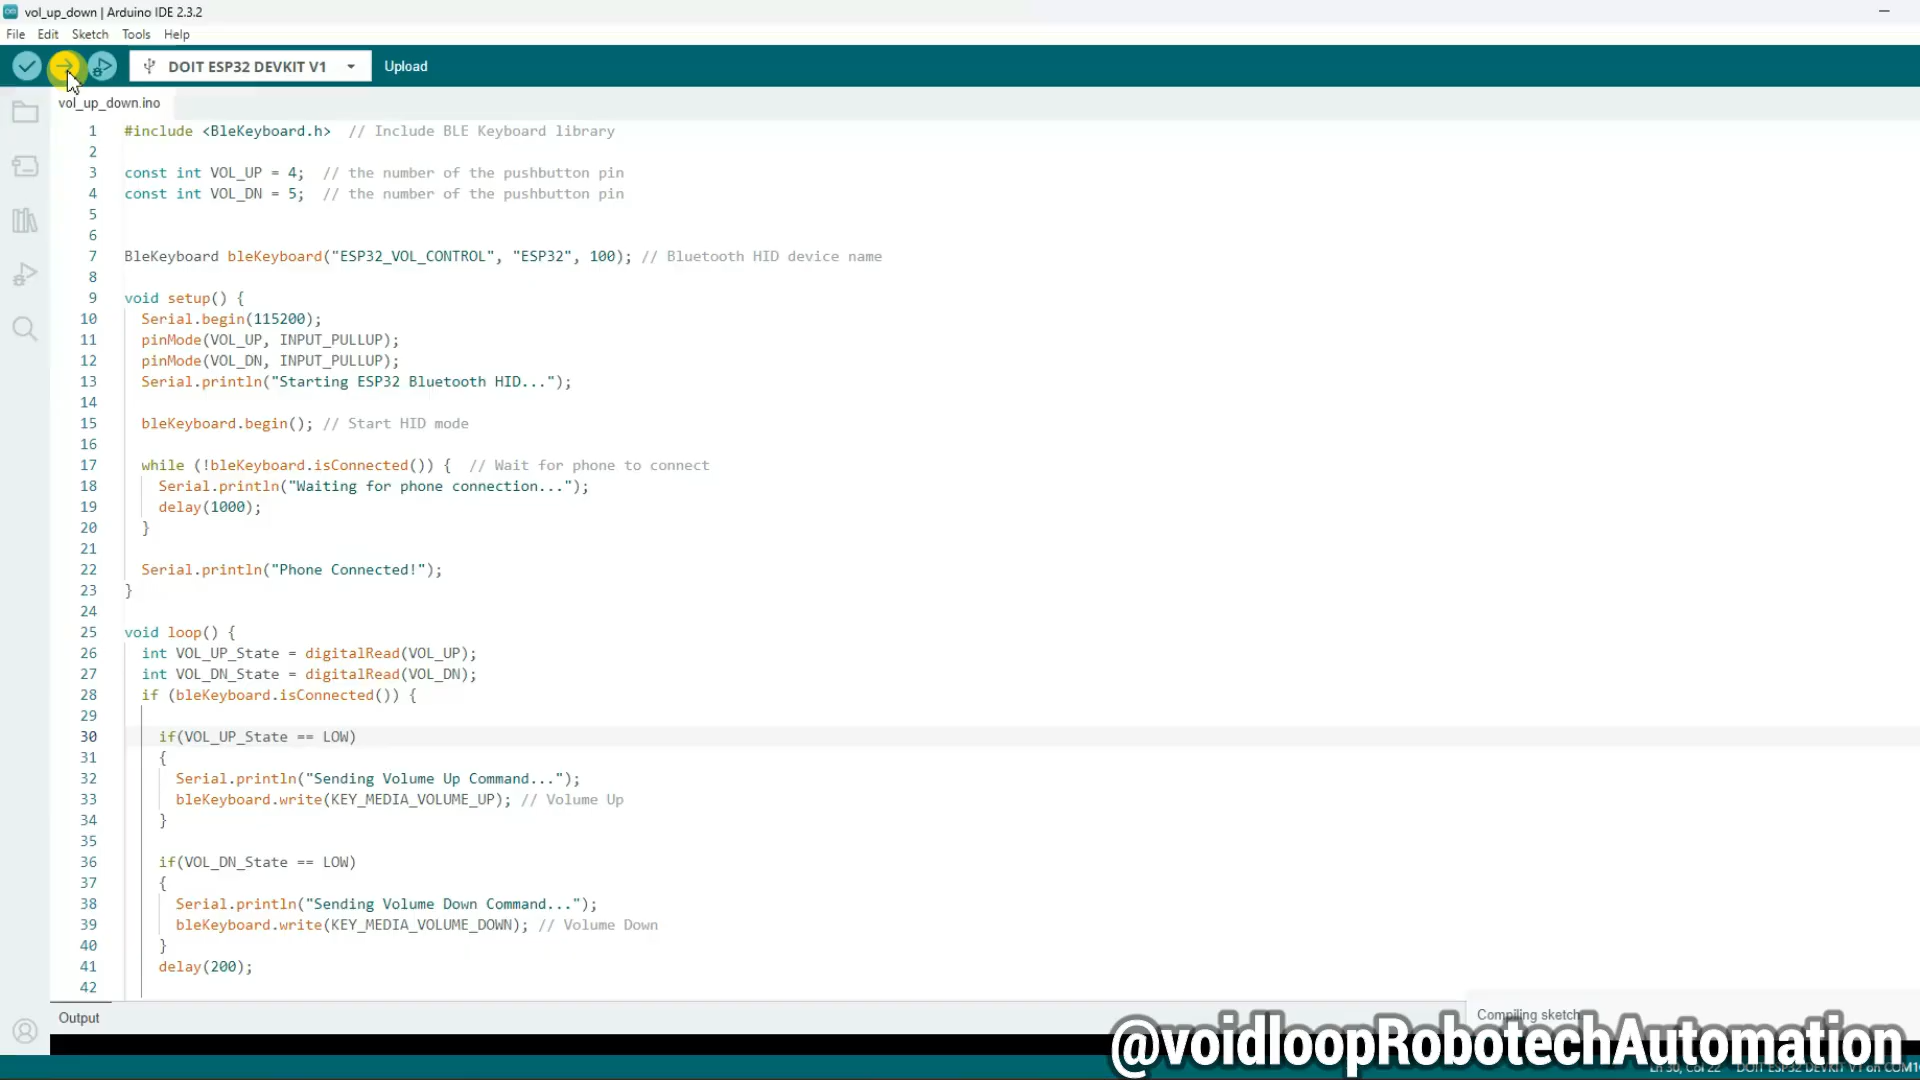 vol_up_down | Arduino IDE 2.3.2
File Edit Sketch Tools Help
DOIT ESP32 DEVKIT V1 Upload
vol_up_down.ino
1 #include <BleKeyboard.h>  // Include BLE Keyboard library
2
3 const int VOL_UP = 4;  // the number of the pushbutton pin
4 const int VOL_DN = 5;  // the number of the pushbutton pin
5
6
7 BleKeyboard bleKeyboard("ESP32_VOL_CONTROL", "ESP32", 100); // Bluetooth HID device name
8
9 void setup() {
10   Serial.begin(115200);
11   pinMode(VOL_UP, INPUT_PULLUP);
12   pinMode(VOL_DN, INPUT_PULLUP);
13   Serial.println("Starting ESP32 Bluetooth HID...");
14
15   bleKeyboard.begin(); // Start HID mode
16
17   while (!bleKeyboard.isConnected()) {  // Wait for phone to connect
18     Serial.println("Waiting for phone connection...");
19     delay(1000);
20   }
21
22   Serial.println("Phone Connected!");
23 }
24
25 void loop() {
26   int VOL_UP_State = digitalRead(VOL_UP);
27   int VOL_DN_State = digitalRead(VOL_DN);
28   if (bleKeyboard.isConnected()) {
29
30     if(VOL_UP_State == LOW)
31     {
32       Serial.println("Sending Volume Up Command...");
33       bleKeyboard.write(KEY_MEDIA_VOLUME_UP); // Volume Up
34     }
35
36     if(VOL_DN_State == LOW)
37     {
38       Serial.println("Sending Volume Down Command...");
39       bleKeyboard.write(KEY_MEDIA_VOLUME_DOWN); // Volume Down
40     }
41     delay(200);
42
Output
Compiling sketch
@voidloopRobotechAutomation
Ln 30, Col 22 DOIT ESP32 DEVKIT V1 on